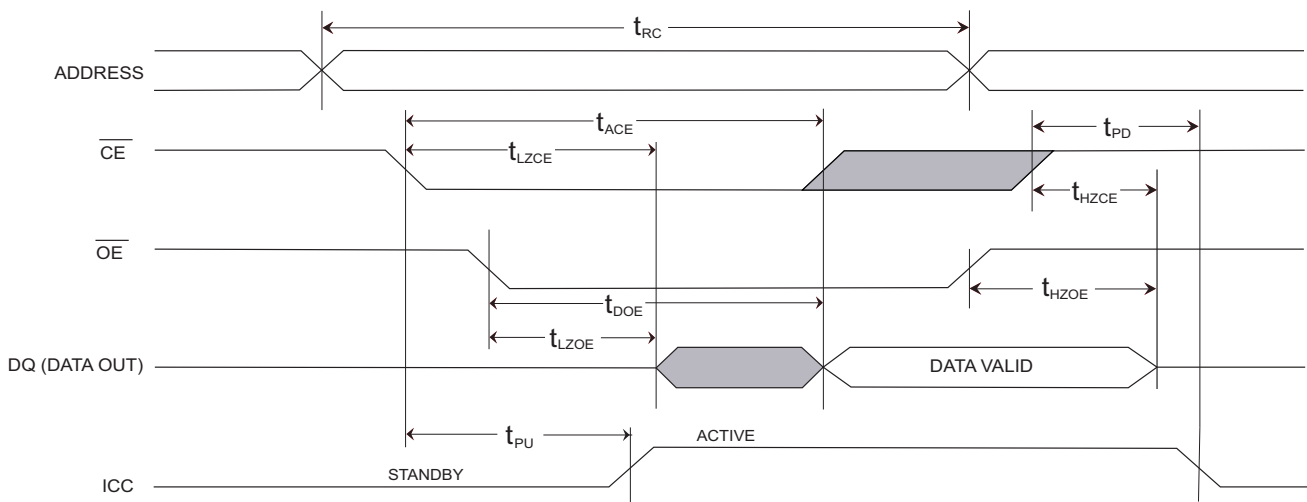 tRC
ADDRESS
tACE
tPD
CE
tLZCE
tHZCE
OE
tHZOE
tDOE
tLZOE
DQ (DATA OUT)
DATA VALID
tPU
ACTIVE
STANDBY
ICC